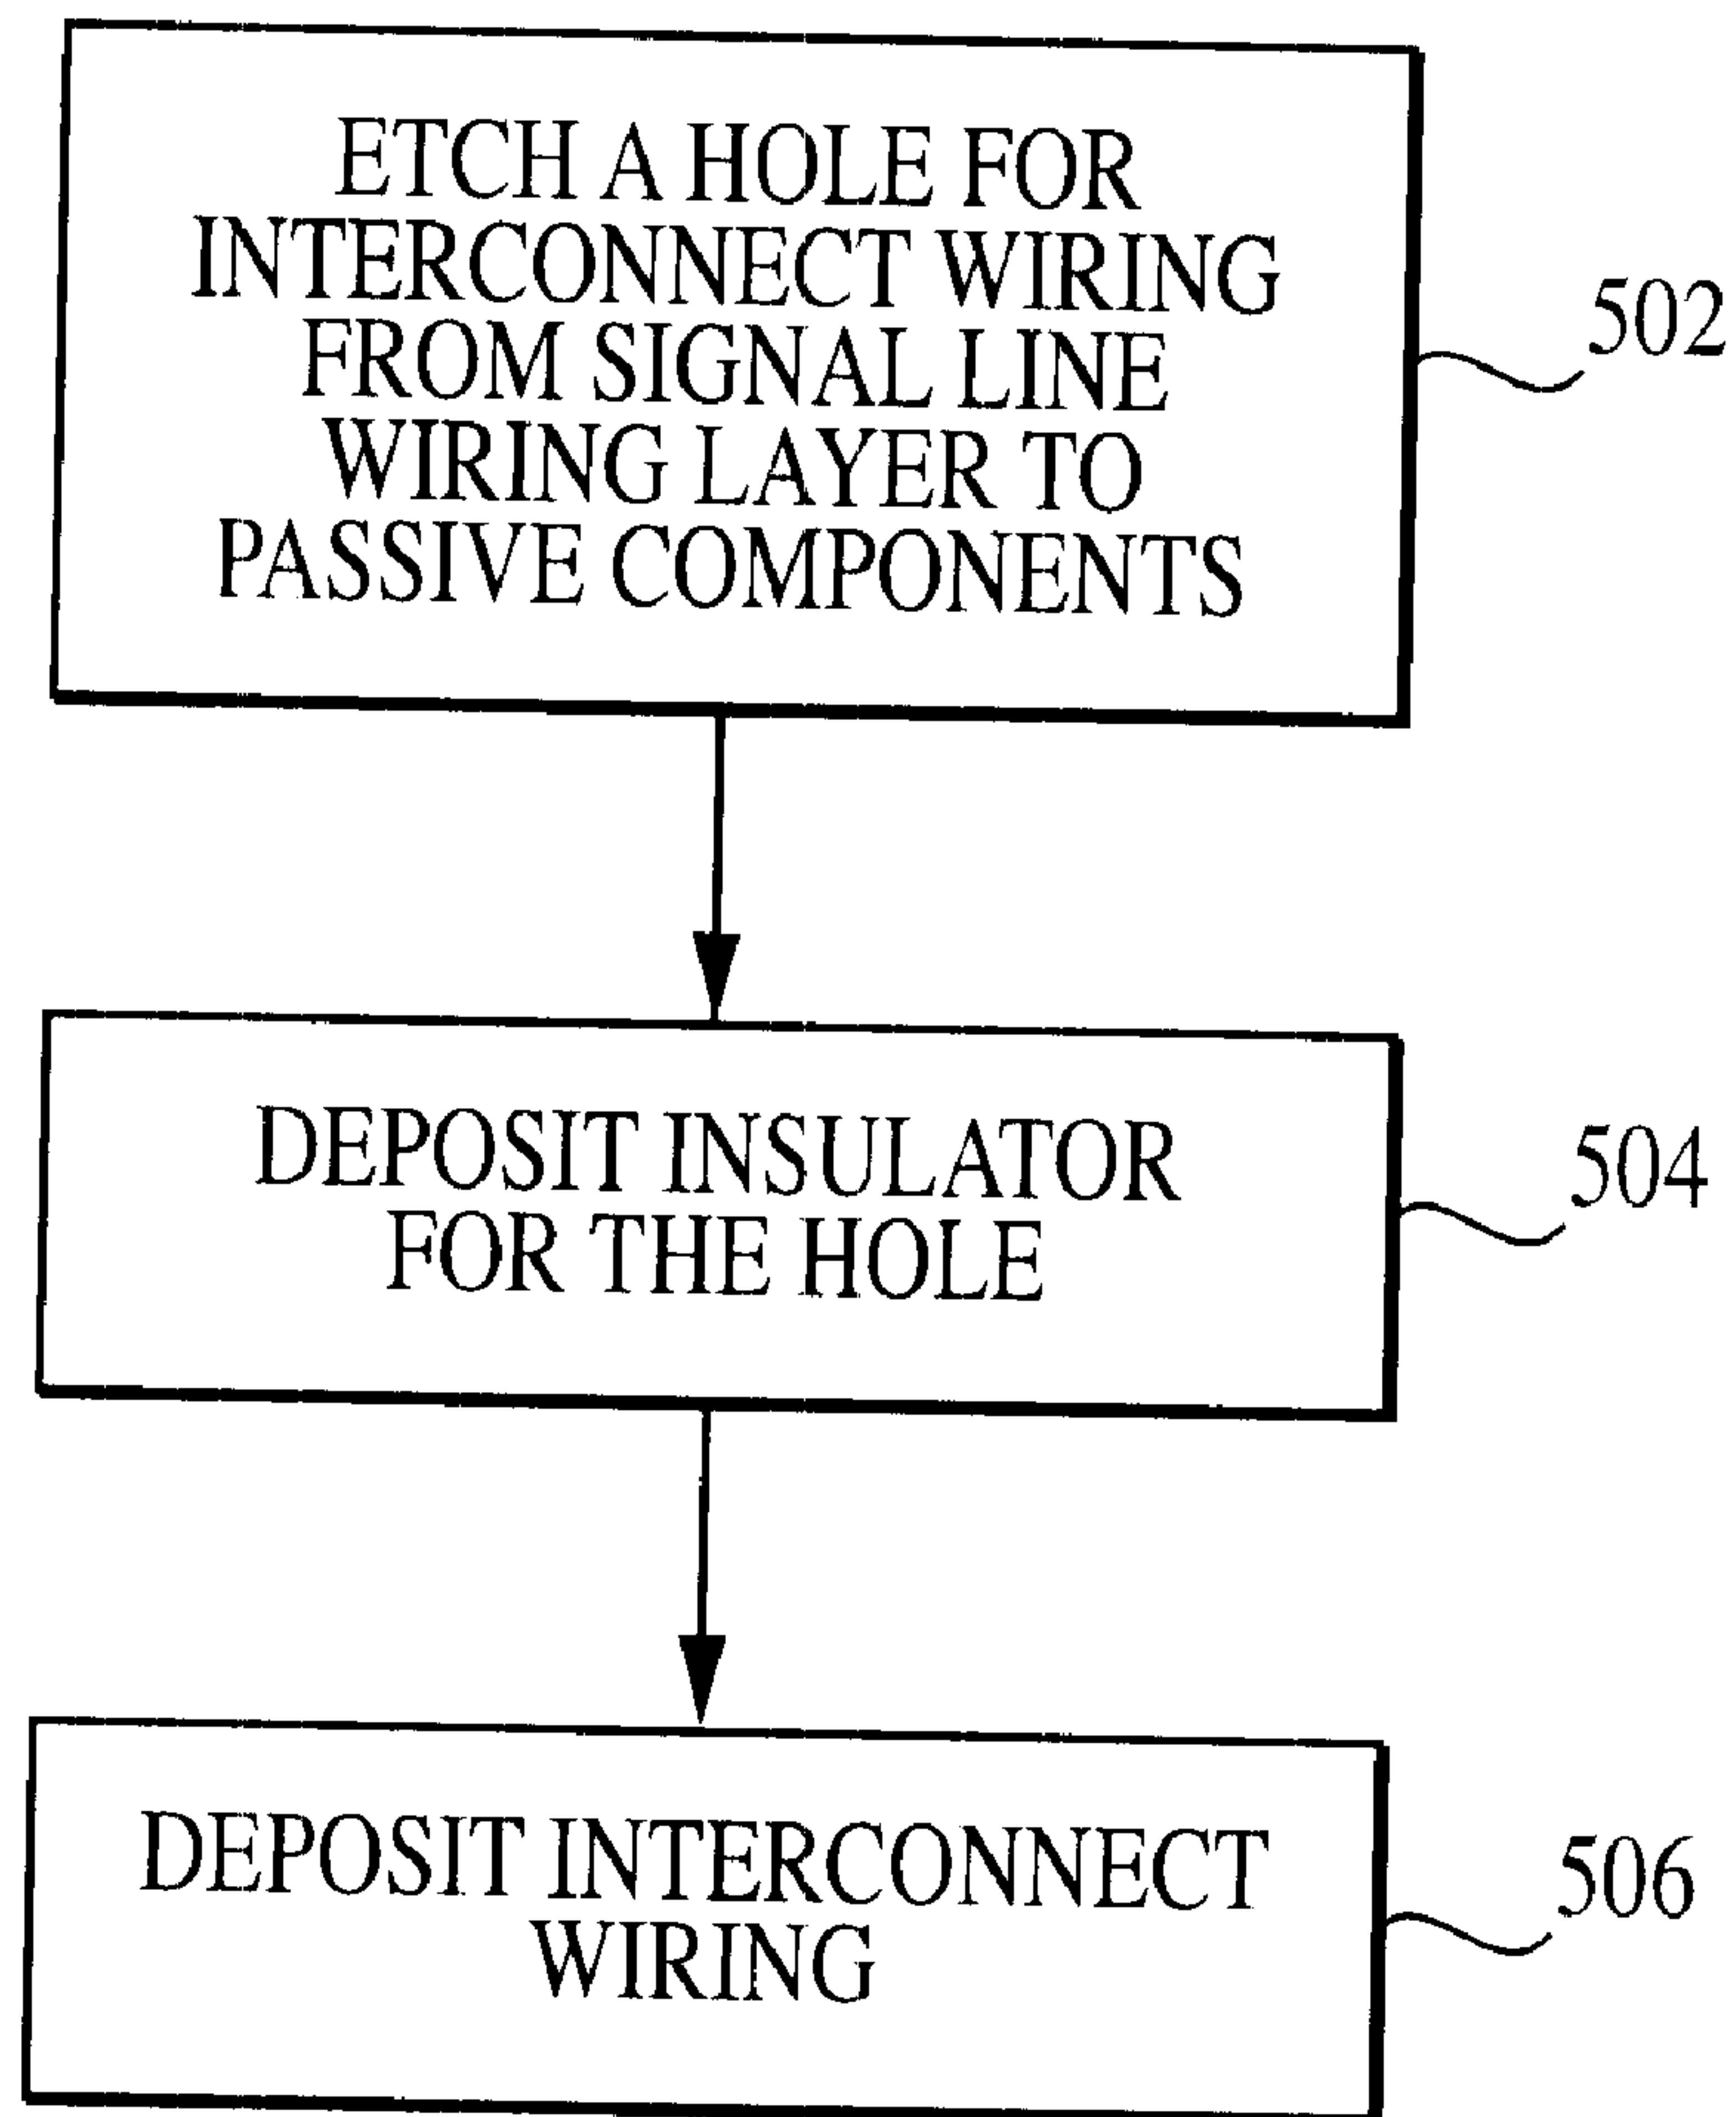 ETCH A HOLE FOR
INTERCONNECT WIRING
FROM SIGNAL LINE
WIRING LAYER TO
PASSIVE COMPONENTS
502
DEPOSIT INSULATOR
FOR THE HOLE
504
DEPOSIT INTERCONNECT
WIRING
506